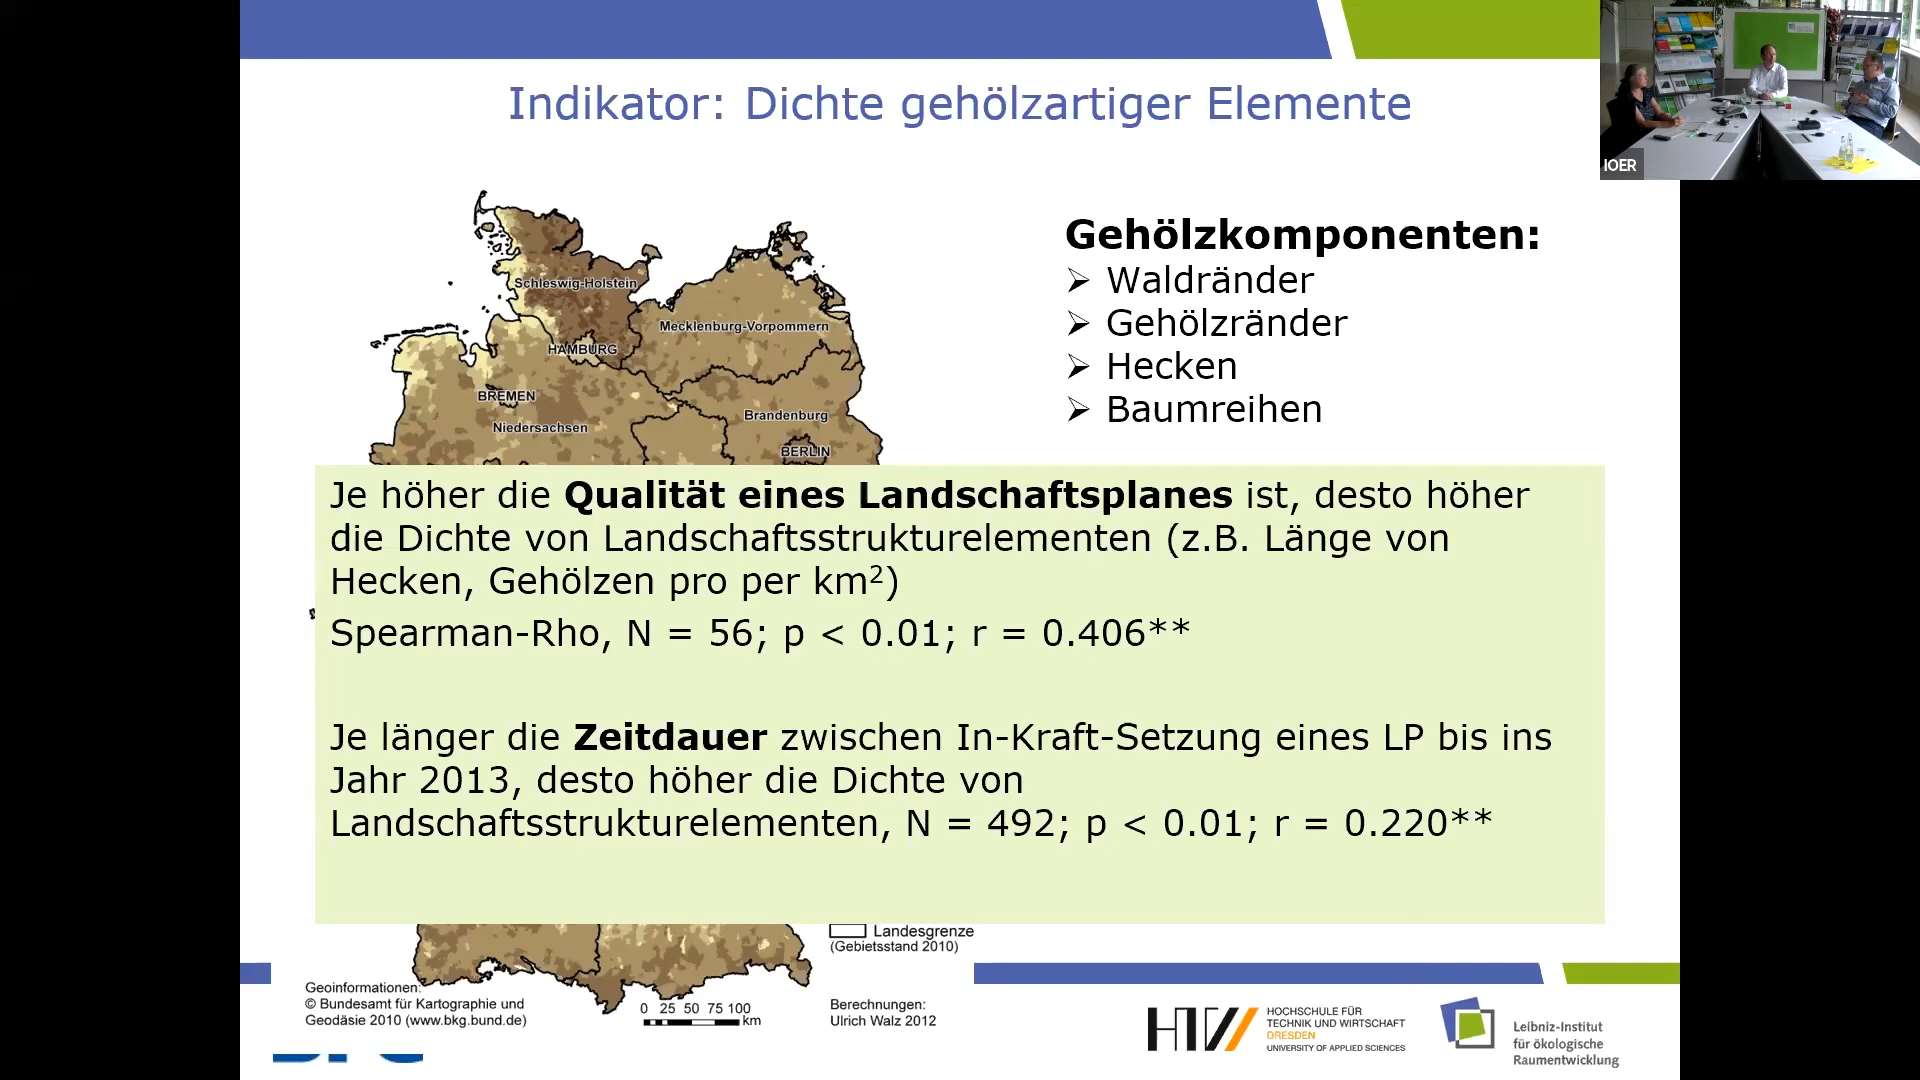 IOER
Indikator: Dichte gehölzartiger Elemente
Schleswig-Holstein
Mecklenburg-Vorpommern
HAMBURG
BREMEN
Brandenburg
Niedersachsen
BERLIN
Gehölzkomponenten:
Waldränder
Gehölzränder
Hecken
Baumreihen
Je höher die Qualität eines Landschaftsplanes ist, desto höher
die Dichte von Landschaftsstrukturelementen (z.B. Länge von
Hecken, Gehölzen pro per km²)
Spearman-Rho, N = 56; p < 0.01; r = 0.406**
Je länger die Zeitdauer zwischen In-Kraft-Setzung eines LP bis ins
Jahr 2013, desto höher die Dichte von
Landschaftsstrukturelementen, N = 492; p < 0.01; r = 0.220**
Landesgrenze
(Gebietsstand 2010)
Geoinformationen:
© Bundesamt für Kartographie und
Geodäsie 2010 (www.bkg.bund.de)
0 25 50 75 100
km
Berechnungen:
Ulrich Walz 2012
HTW
HOCHSCHULE FÜR
TECHNIK UND WIRTSCHAFT
DRESDEN
UNIVERSITY OF APPLIED SCIENCES
Leibniz-Institut
für ökologische
Raumentwicklung